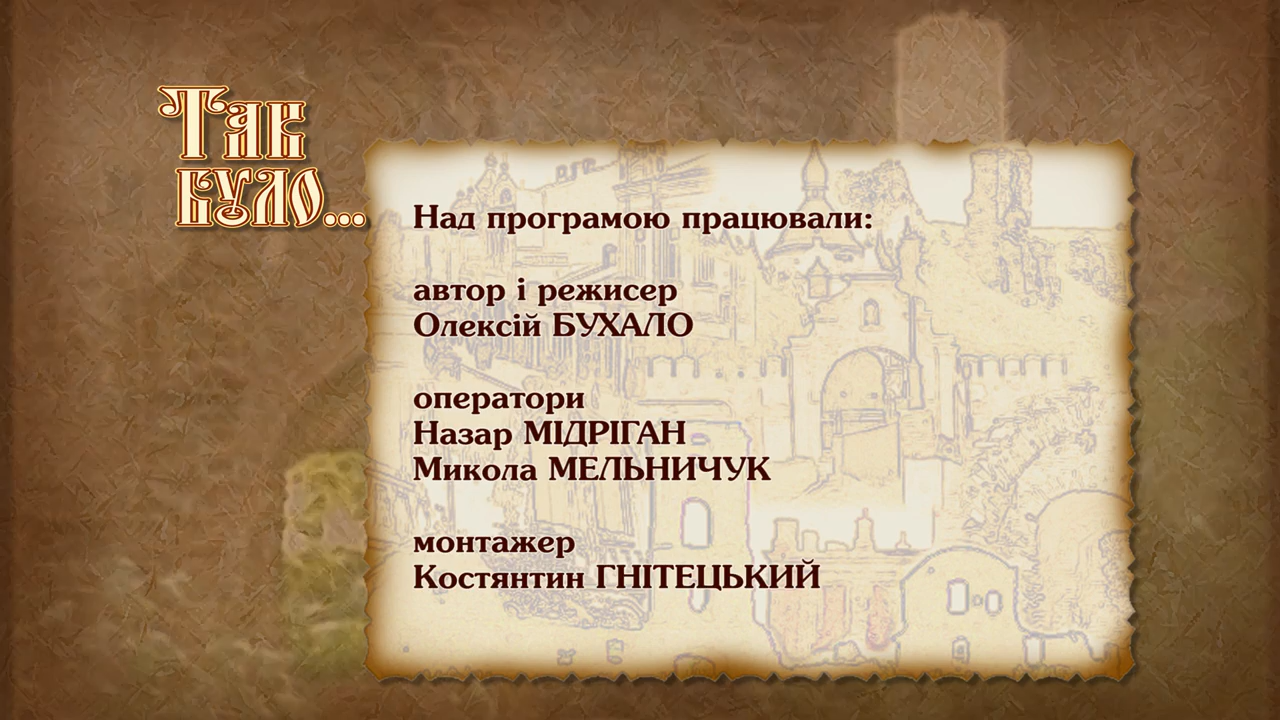 Так
було...
Над програмою працювали:
автор і режисер
Олексій БУХАЛО
оператори
Назар МІДРІГАН
Микола МЕЛЬНИЧУК
монтажер
Костянтин ГНІТЕЦЬКИЙ